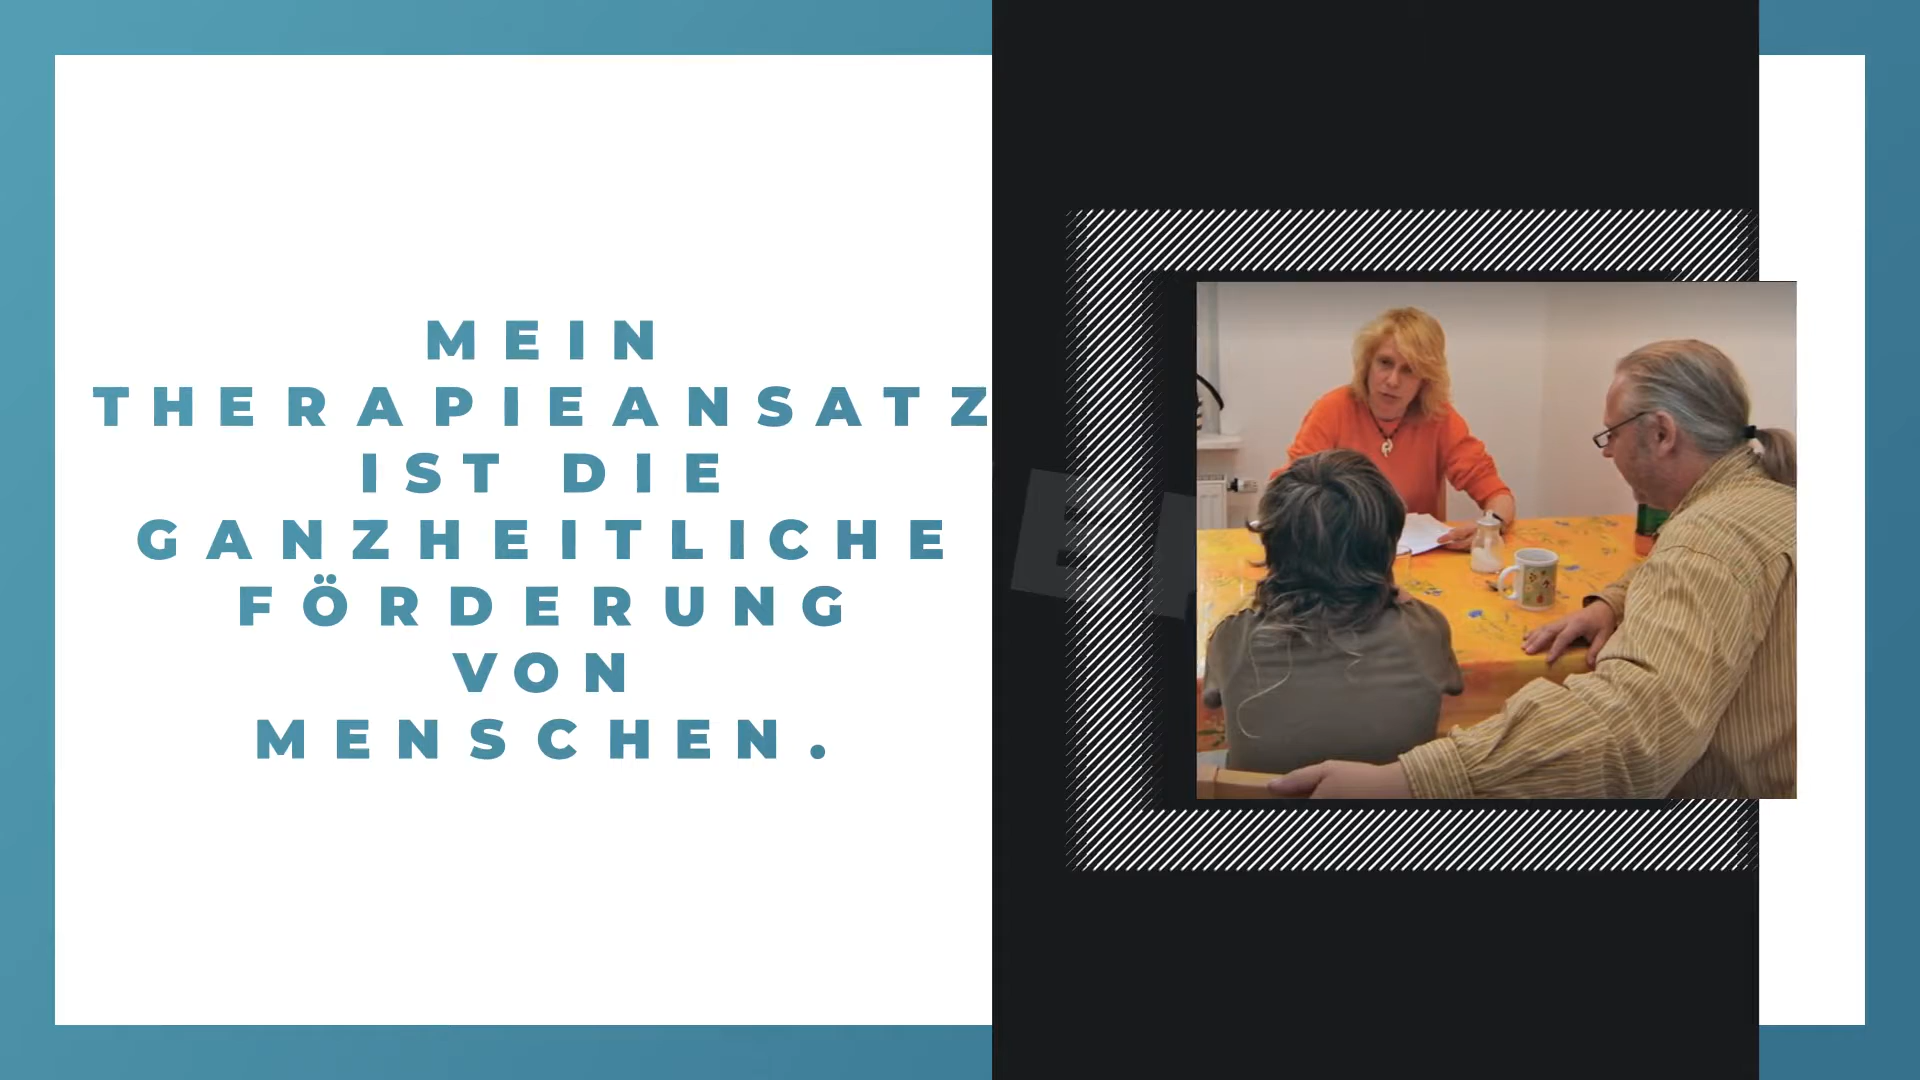 MEIN
THERAPIEANSATZ
IST DIE
GANZHEITLICHE
FÖRDERUNG
VON
MENSCHEN.